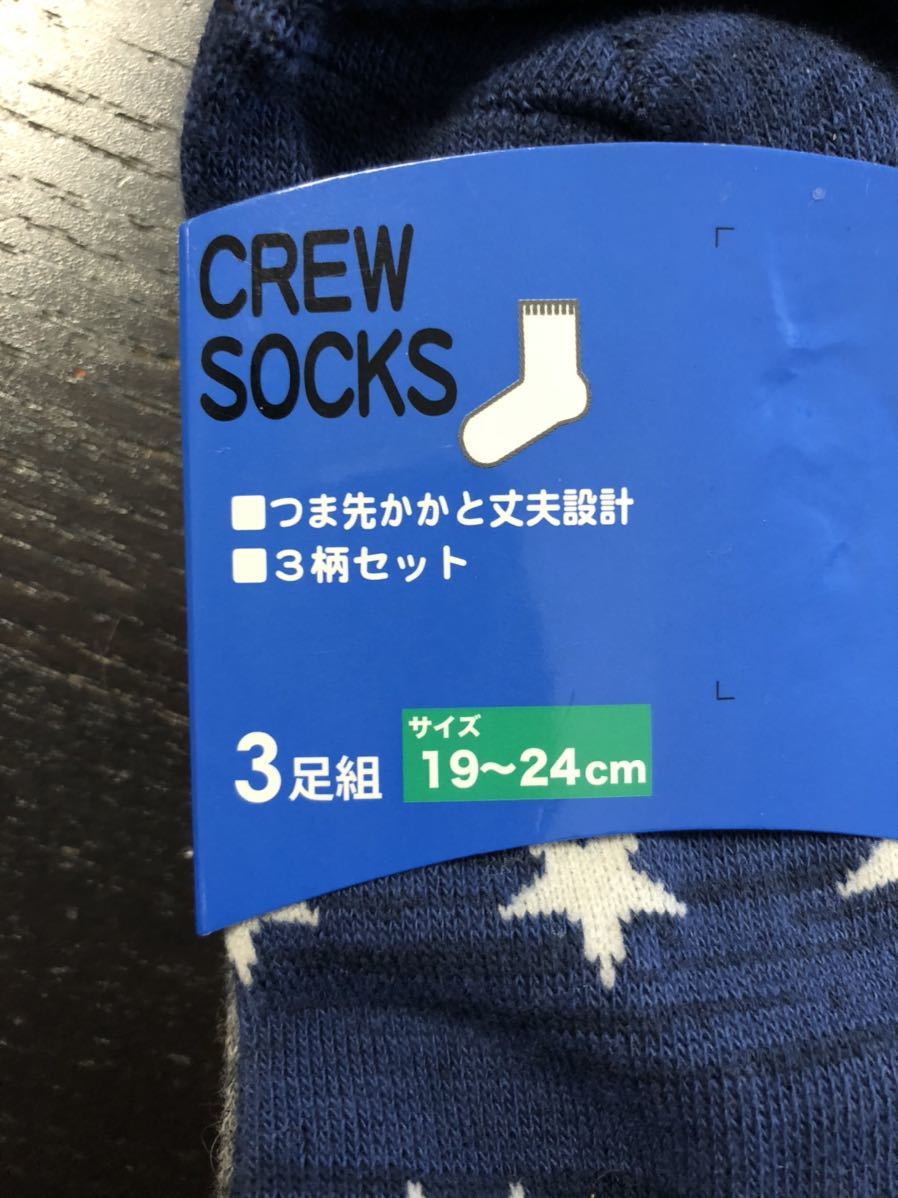 CREW
SOCKS
■つま先かかと丈夫設計
■3柄セット
3足組
サイズ
19〜24cm